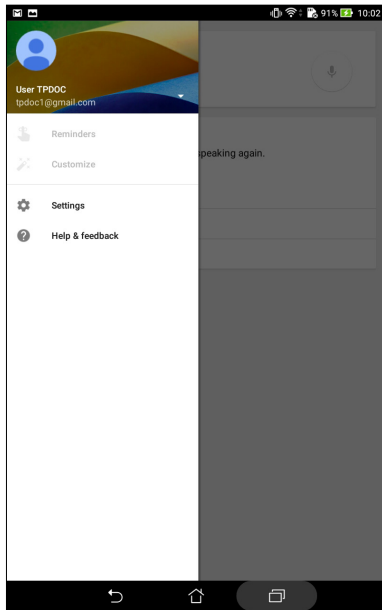 91% 10:02
User TPDOC
tpdoc1@gmail.com
Reminders
Customize
speaking again.
Settings
Help & feedback